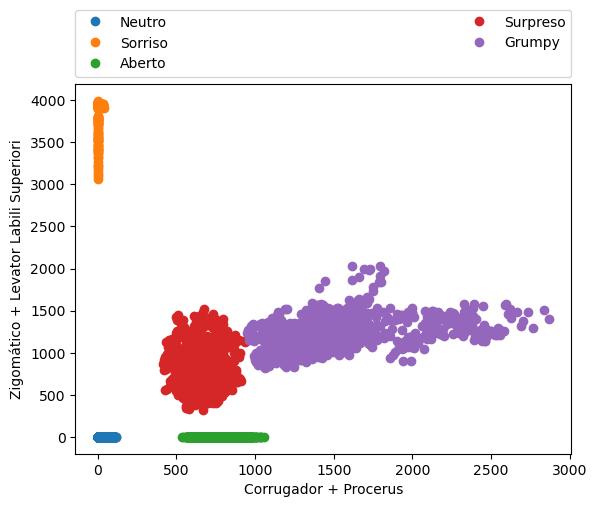 Neutro
Sorriso
Aberto
Surpreso
Grumpy
4000
3500
3000
2500
2000
1500
1000
500
0
Zigomático + Levator Labili Superiori
0 500 1000 1500 2000 2500 3000
Corrugador + Procerus